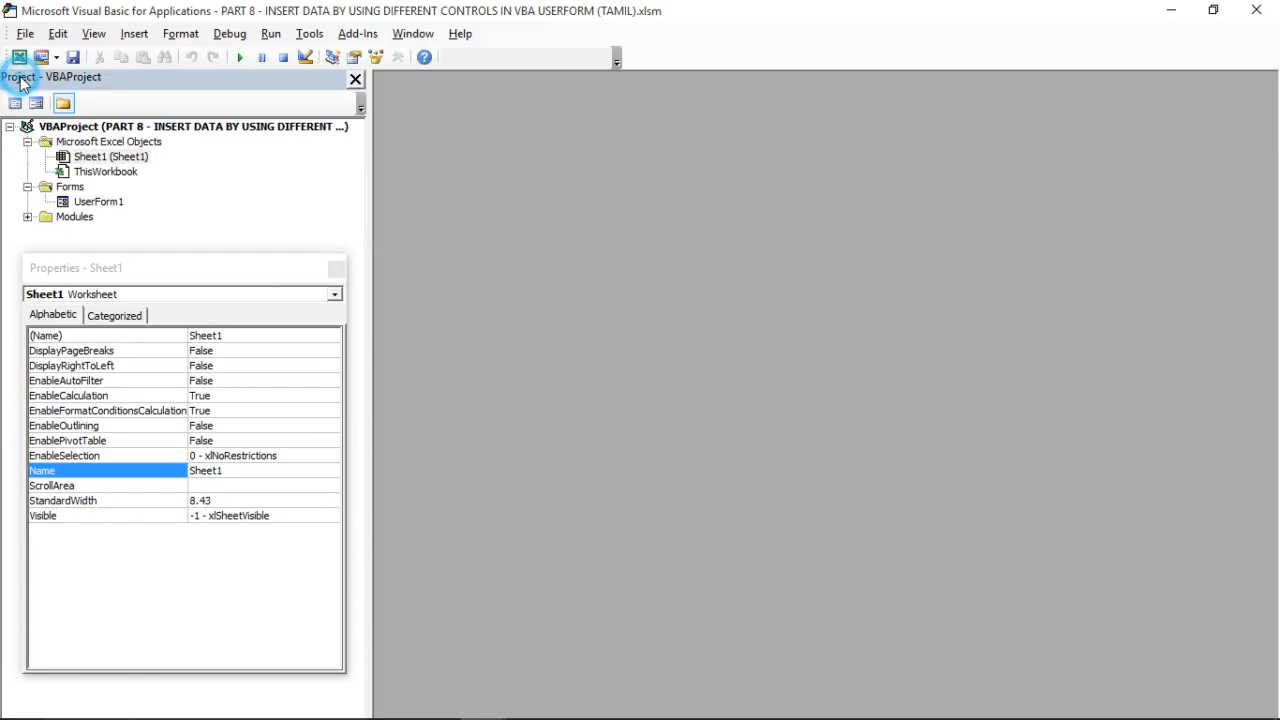 Microsoft Visual Basic for Applications - PART 8 - INSERT DATA BY USING DIFFERENT CONTROLS IN VBA USERFORM (TAMIL).xlsm
File Edit View Insert Format Debug Run Tools Add-Ins Window Help
Project - VBAProject
VBAProject (PART 8 - INSERT DATA BY USING DIFFERENT ...)
Microsoft Excel Objects
Sheet1 (Sheet1)
ThisWorkbook
Forms
UserForm1
Modules
Properties - Sheet1
Sheet1 Worksheet
Alphabetic Categorized
(Name) Sheet1
DisplayPageBreaks False
DisplayRightToLeft False
EnableAutoFilter False
EnableCalculation True
EnableFormatConditionsCalculation True
EnableOutlining False
EnablePivotTable False
EnableSelection 0 - xlNoRestrictions
Name Sheet1
ScrollArea
StandardWidth 8.43
Visible -1 - xlSheetVisible